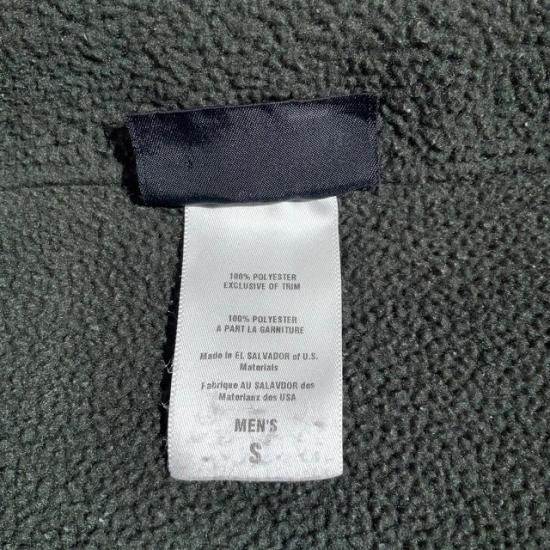 100% POLYESTER
EXCLUSIVE OF TRIM
100% POLYESTER
A PART LA GARNITURE
Made in EL SALVADOR of U.S.
Materials
Fabrique AU SALAVDOR des
Materiaux des USA
MEN'S
S